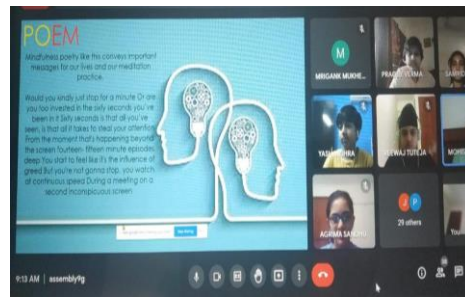 POEM
Mindfulness poetry like this conveys important
messages for our lives and our meditation
practice.
Would you kindly just stop for a minute Or are
you too invested in the sixty seconds you've
been in it Sixty seconds is that all you've
seen, is that all it takes to steal your attention
From the moment that's happening beyond
the screen fourteen- fifteen minute episodes
deep You start to feel like it's the influence of
greed But you're not gonna stop, you watch
at continuous speed During a meeting on a
second inconspicuous screen
M
MRIGANK MUKHE...
PRAGUN VERMA
YASH
AGRIMA SANDHU
29 others
You
9:13 AM | assembly9g